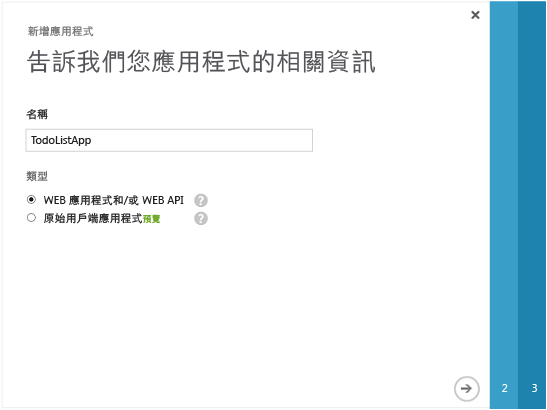 新增應用程式
告訴我們您應用程式的相關資訊
名稱
TodoListApp
類型
WEB 應用程式和/或 WEB API ?
原始用戶端應用程式預覽 ?
2 3